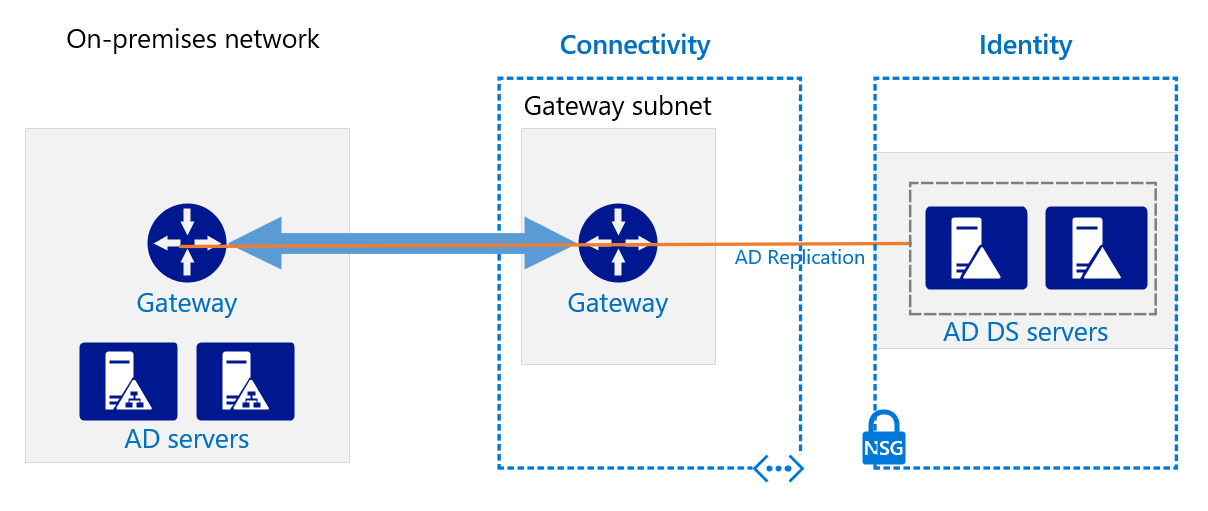 On-premises network
Connectivity
Identity
Gateway subnet
AD Replication
Gateway
Gateway
AD DS servers
AD servers
NSG